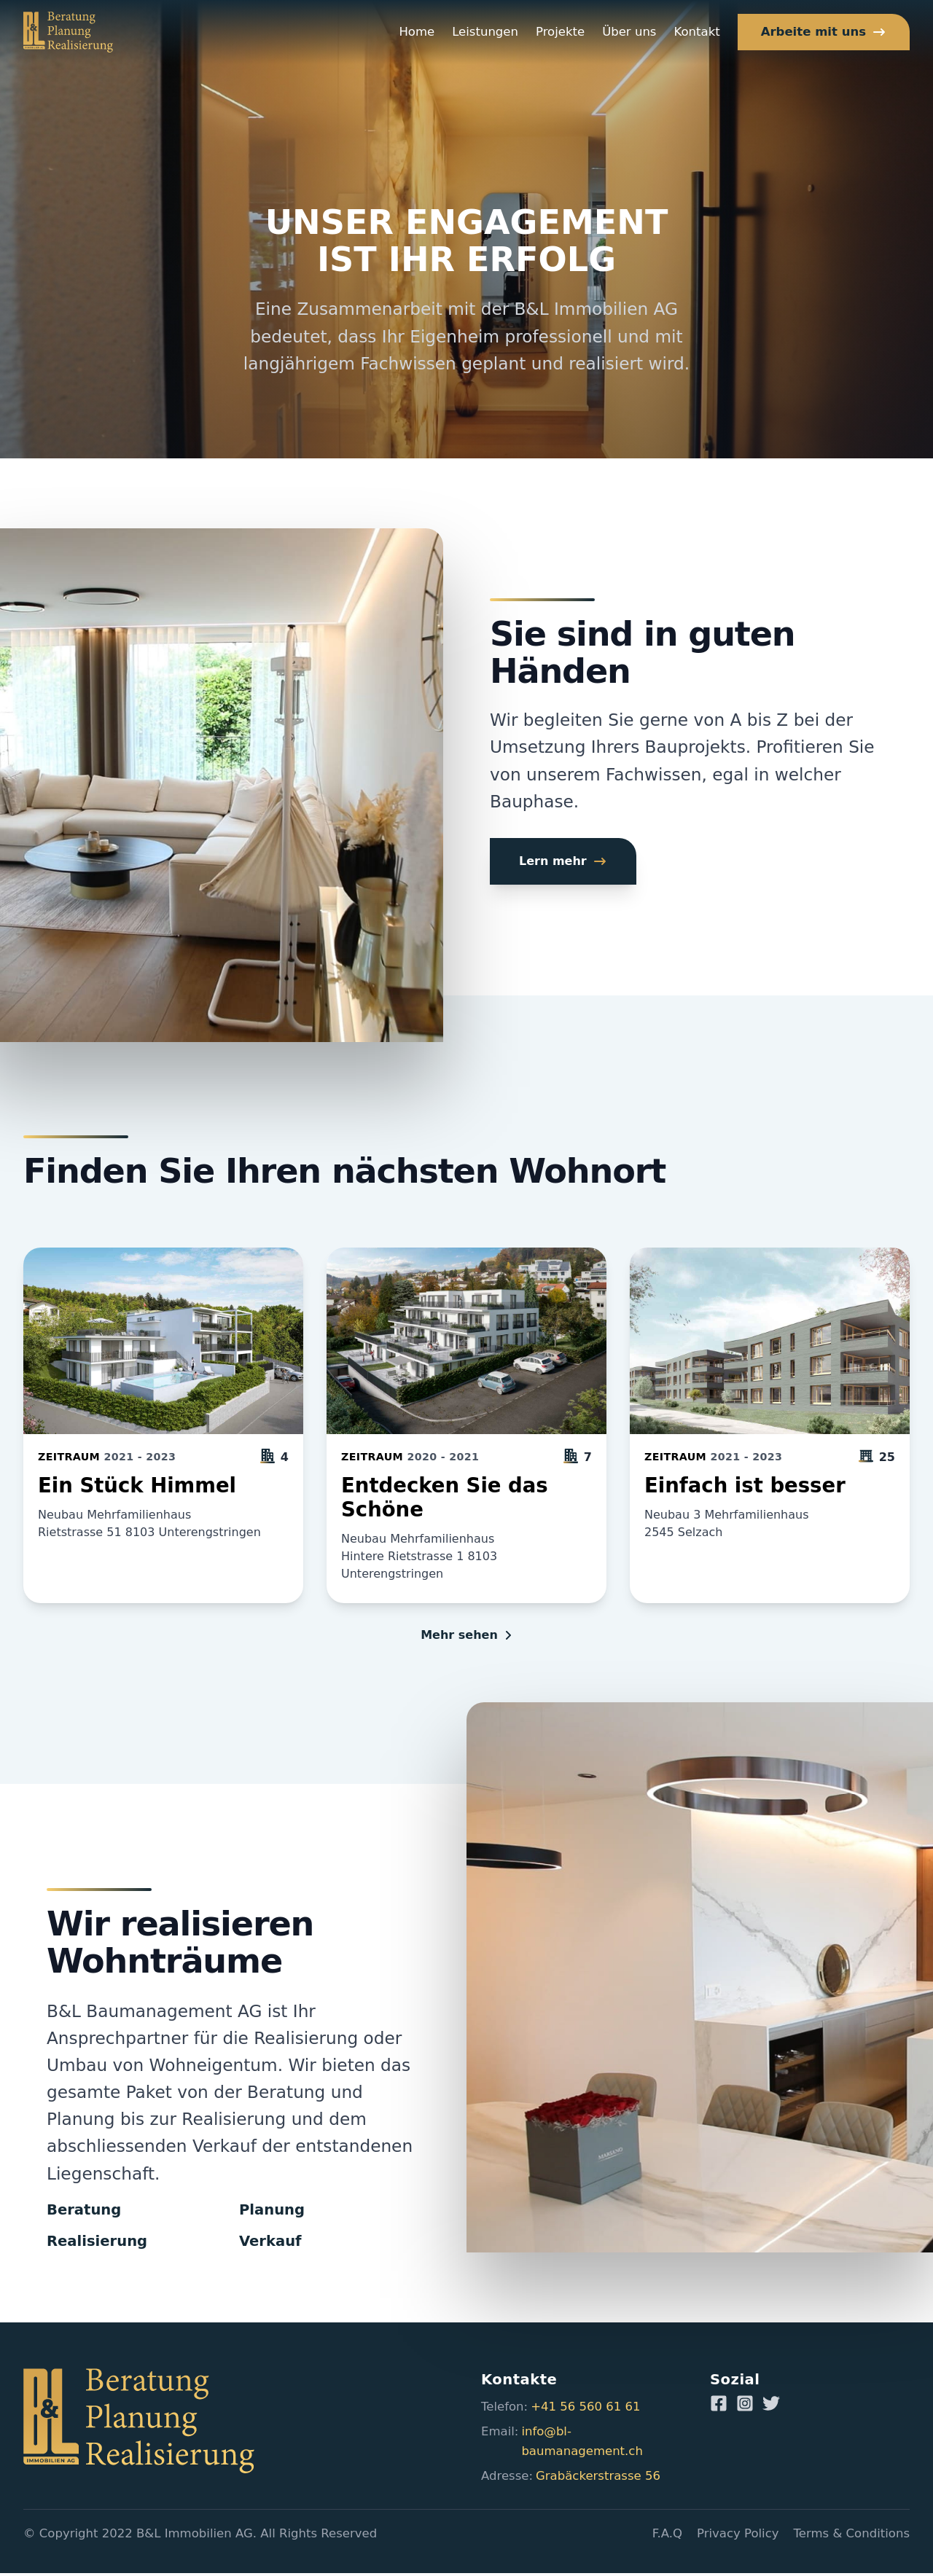 Beratung
Planung
Realisierung
B&L
Home Leistungen Projekte Über uns Kontakt Arbeite mit uns →
UNSER ENGAGEMENT
IST IHR ERFOLG
Eine Zusammenarbeit mit der B&L Immobilien AG
bedeutet, dass Ihr Eigenheim professionell und mit
langjährigem Fachwissen geplant und realisiert wird.
Sie sind in guten
Händen
Wir begleiten Sie gerne von A bis Z bei der
Umsetzung Ihrers Bauprojekts. Profitieren Sie
von unserem Fachwissen, egal in welcher
Bauphase.
Lern mehr →
Finden Sie Ihren nächsten Wohnort
ZEITRAUM 2021 - 2023 4
Ein Stück Himmel
Neubau Mehrfamilienhaus
Rietstrasse 51 8103 Unterengstringen
ZEITRAUM 2020 - 2021 7
Entdecken Sie das
Schöne
Neubau Mehrfamilienhaus
Hintere Rietstrasse 1 8103
Unterengstringen
ZEITRAUM 2021 - 2023 25
Einfach ist besser
Neubau 3 Mehrfamilienhaus
2545 Selzach
Mehr sehen >
Wir realisieren
Wohnträume
B&L Baumanagement AG ist Ihr
Ansprechpartner für die Realisierung oder
Umbau von Wohneigentum. Wir bieten das
gesamte Paket von der Beratung und
Planung bis zur Realisierung und dem
abschliessenden Verkauf der entstandenen
Liegenschaft.
Beratung Planung
Realisierung Verkauf
B&L
IMMOBILIEN AG
Beratung
Planung
Realisierung
Kontakte
Telefon: +41 56 560 61 61
Email: info@bl-
baumanagement.ch
Adresse: Grabäckerstrasse 56
Sozial
© Copyright 2022 B&L Immobilien AG. All Rights Reserved
F.A.Q Privacy Policy Terms & Conditions